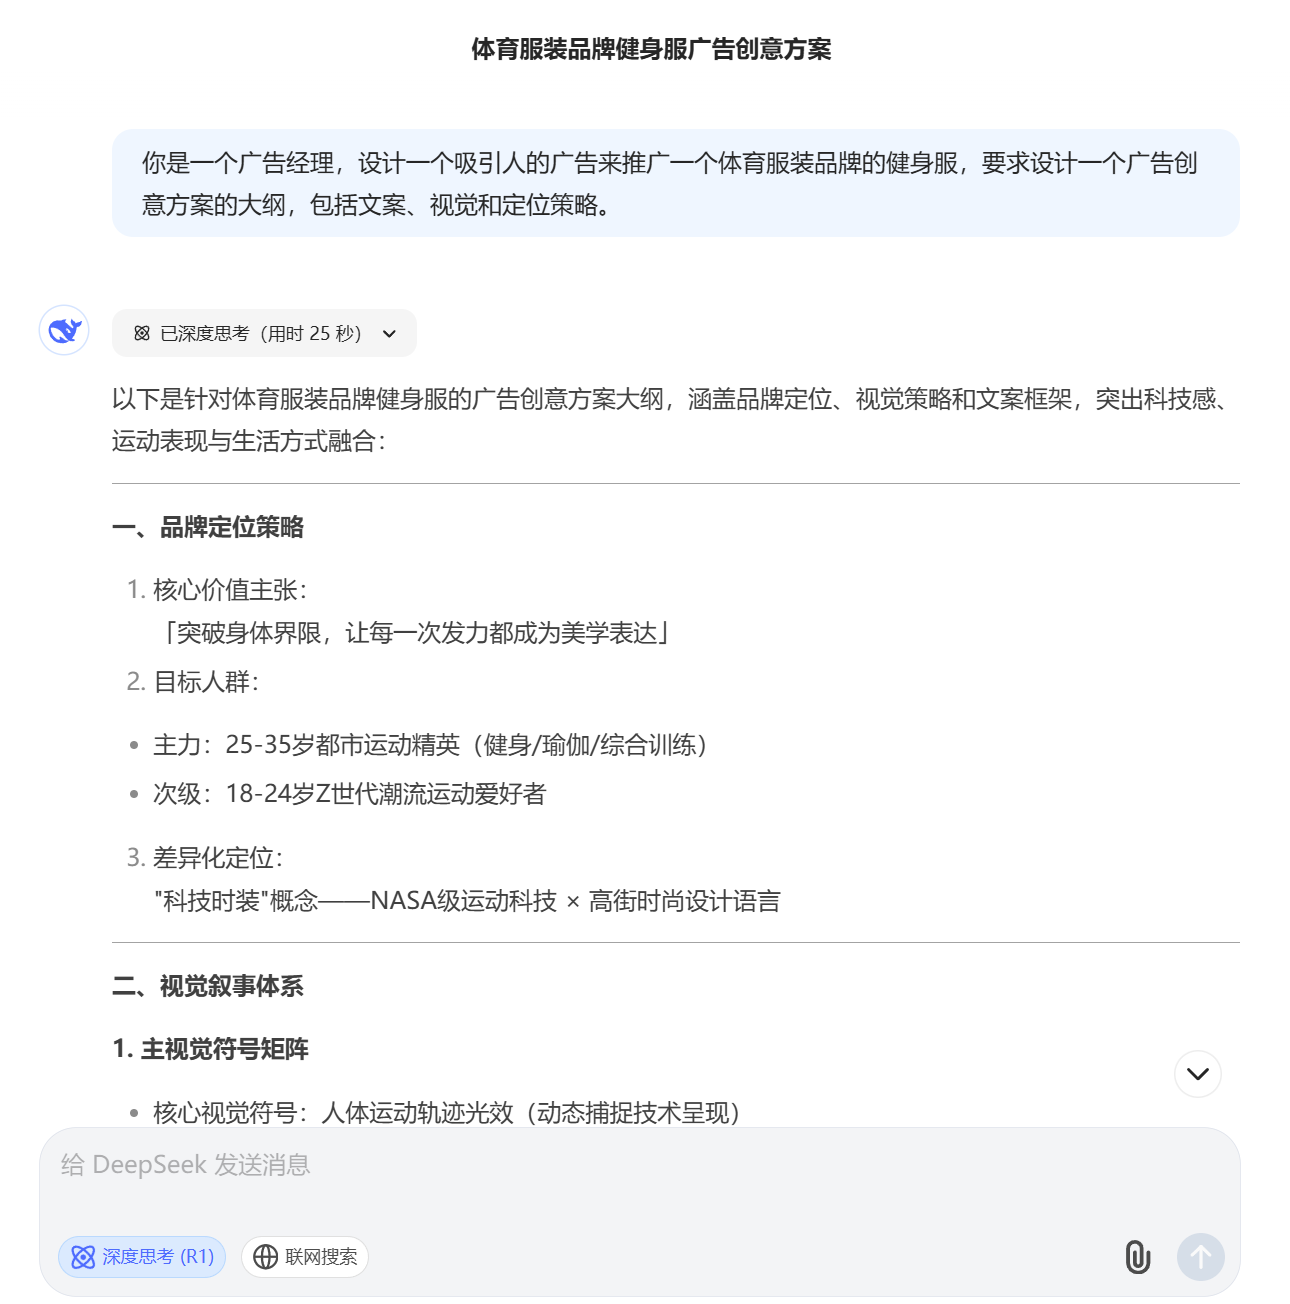 体育服装品牌健身服广告创意方案
你是一个广告经理，设计一个吸引人的广告来推广一个体育服装品牌的健身服，要求设计一个广告创
意方案的大纲，包括文案、视觉和定位策略。
已深度思考（用时 25 秒）
以下是针对体育服装品牌健身服的广告创意方案大纲，涵盖品牌定位、视觉策略和文案框架，突出科技感、
运动表现与生活方式融合：
一、品牌定位策略
1. 核心价值主张：
「突破身体界限，让每一次发力都成为美学表达」
2. 目标人群：
• 主力：25-35岁都市运动精英（健身/瑜伽/综合训练）
• 次级：18-24岁Z世代潮流运动爱好者
3. 差异化定位：
"科技时装"概念——NASA级运动科技 × 高街时尚设计语言
二、视觉叙事体系
1. 主视觉符号矩阵
• 核心视觉符号：人体运动轨迹光效（动态捕捉技术呈现）
给 DeepSeek 发送消息
深度思考 (R1) 联网搜索